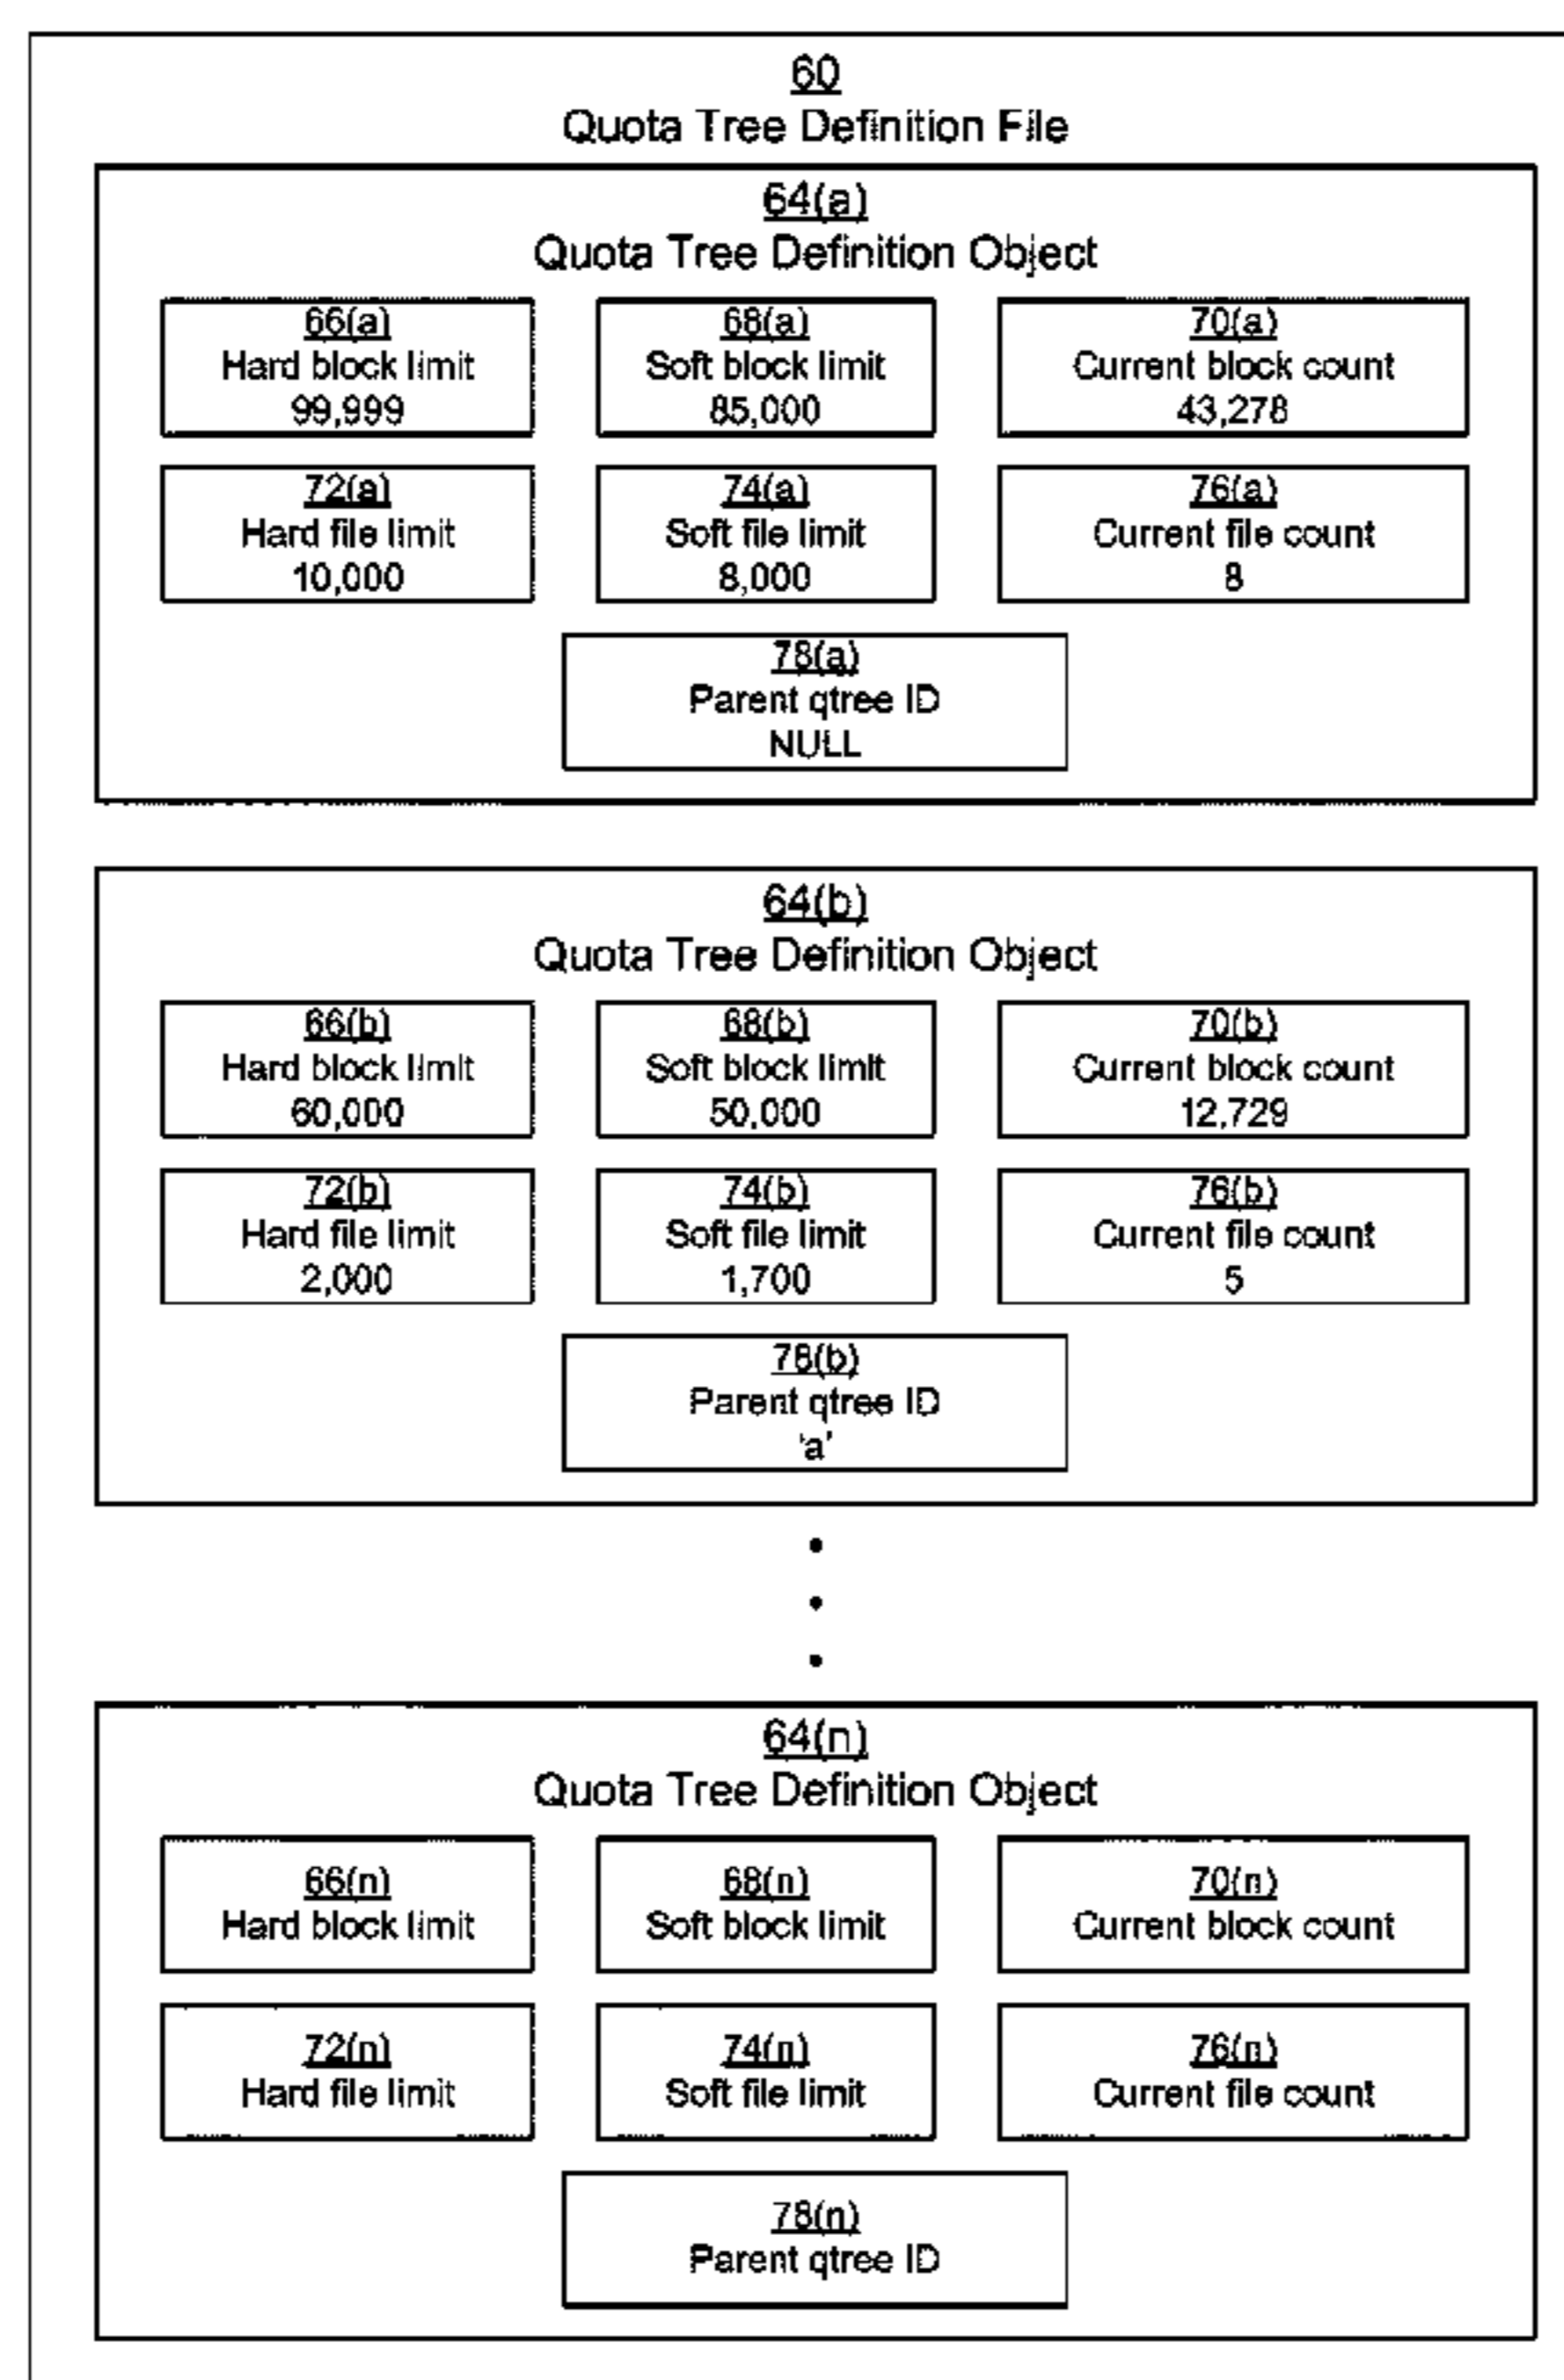 60
Quota Tree Definition File
64(a)
Quota Tree Definition Object
66(a)
Hard block limit
99,999
68(a)
Soft block limit
85,000
70(a)
Current block count
43,278
72(a)
Hard file limit
10,000
74(a)
Soft file limit
8,000
76(a)
Current file count
8
78(a)
Parent qtree ID
NULL
64(b)
Quota Tree Definition Object
66(b)
Hard block limit
60,000
68(b)
Soft block limit
50,000
70(b)
Current block count
12,729
72(b)
Hard file limit
2,000
74(b)
Soft file limit
1,700
76(b)
Current file count
5
78(b)
Parent qtree ID
'a'
64(n)
Quota Tree Definition Object
66(n)
Hard block limit
68(n)
Soft block limit
70(n)
Current block count
72(n)
Hard file limit
74(n)
Soft file limit
76(n)
Current file count
78(n)
Parent qtree ID